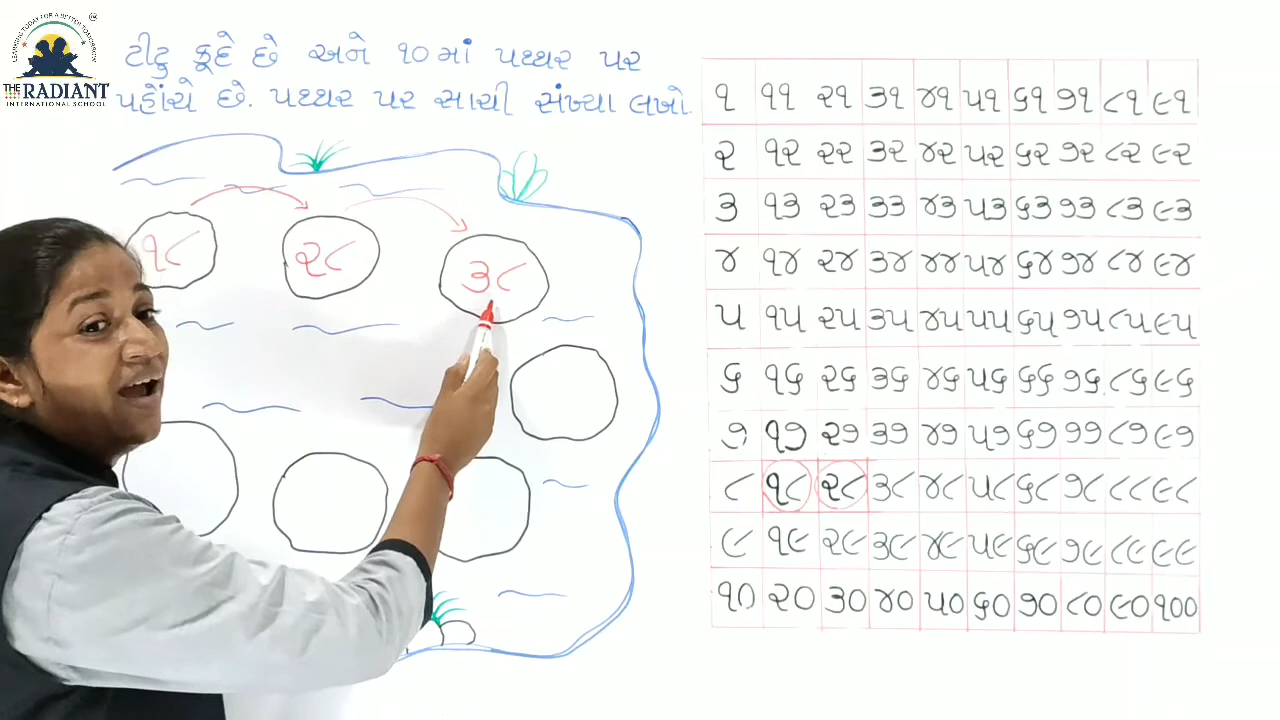 LEARNING TODAY FOR A BETTER TOMORROW
THE RADIANT
INTERNATIONAL SCHOOL
ટીટુ કૂદે છે અને ૧૦માં પથ્થર પર
પહોંચે છે. પથ્થર પર સાચી સંખ્યા લખો.
૧૮ ૨૮ ૩૮
૧ ૧૧ ૨૧ ૩૧ ૪૧ ૫૧ ૬૧ ૭૧ ૮૧ ૯૧
૨ ૧૨ ૨૨ ૩૨ ૪૨ ૫૨ ૬૨ ૭૨ ૮૨ ૯૨
૩ ૧૩ ૨૩ ૩૩ ૪૩ ૫૩ ૬૩ ૭૩ ૮૩ ૯૩
૪ ૧૪ ૨૪ ૩૪ ૪૪ ૫૪ ૬૪ ૭૪ ૮૪ ૯૪
૫ ૧૫ ૨૫ ૩૫ ૪૫ ૫૫ ૬૫ ૭૫ ૮૫ ૯૫
૬ ૧૬ ૨૬ ૩૬ ૪૬ ૫૬ ૬૬ ૭૬ ૮૬ ૯૬
૭ ૧૭ ૨૭ ૩૭ ૪૭ ૫૭ ૬૭ ૭૭ ૮૭ ૯૭
૮ ૧૮ ૨૮ ૩૮ ૪૮ ૫૮ ૬૮ ૭૮ ૮૮ ૯૮
૯ ૧૯ ૨૯ ૩૯ ૪૯ ૫૯ ૬૯ ૭૯ ૮૯ ૯૯
૧૦ ૨૦ ૩૦ ૪૦ ૫૦ ૬૦ ૭૦ ૮૦ ૯૦ ૧૦૦